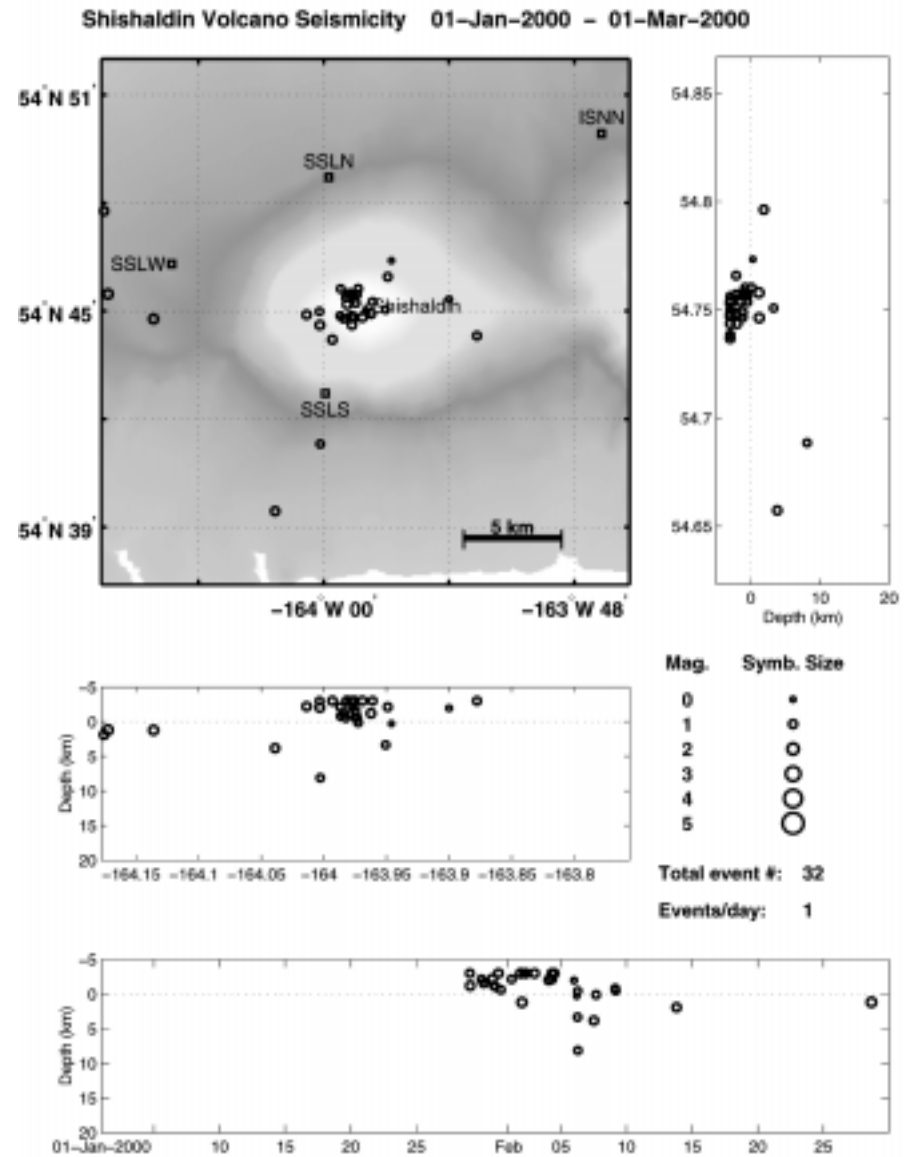 Shishaldin Volcano Seismicity 01-Jan-2000 - 01-Mar-2000
54°N 51'
ISNN
SSLN
SSLW
54°N 45'
Shishaldin
SSLS
54°N 39'
5 km
-164°W 00'
-163°W 48'
54.85
54.8
54.75
54.7
54.65
0 10 20
Depth (km)
-5
0
5
10
15
20
Depth (km)
-164.15 -164.1 -164.05 -164 -163.95 -163.9 -163.85 -163.8
Mag. Symb. Size
0
1
2
3
4
5
Total event #: 32
Events/day: 1
-5
0
5
10
15
20
Depth (km)
01-Jan-2000 10 15 20 25 Feb 05 10 15 20 25